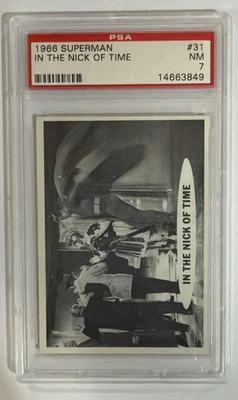 PSA
1966 SUPERMAN #31
IN THE NICK OF TIME NM
7
14663849
IN THE NICK OF TIME